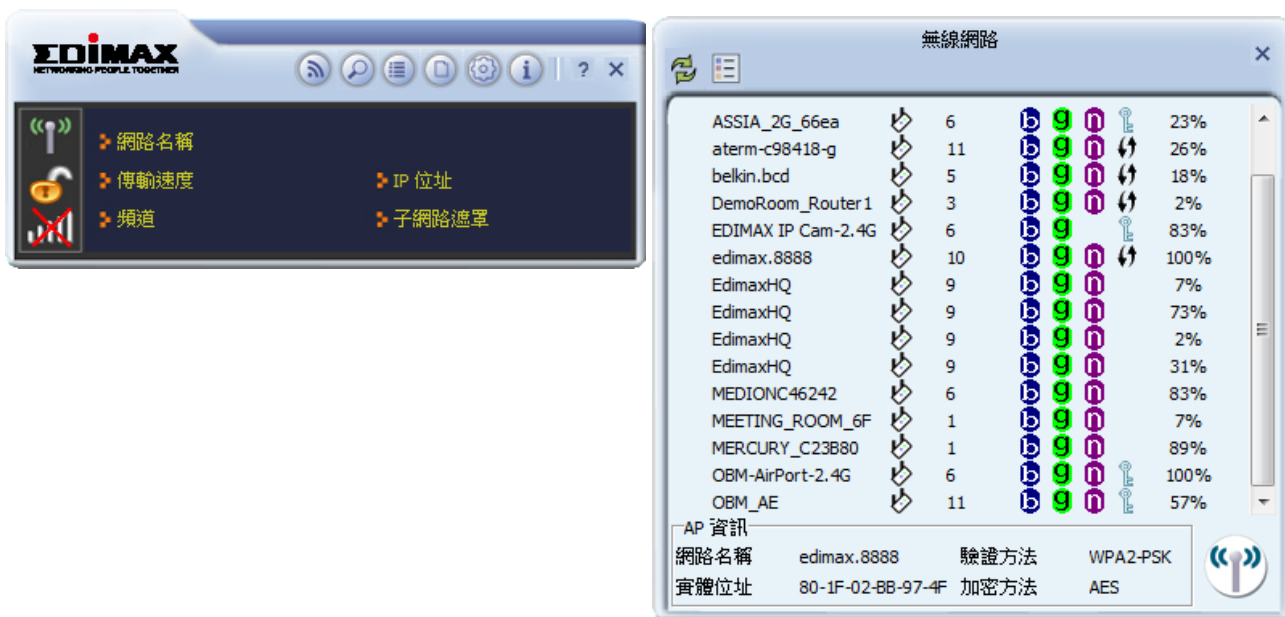 EDIMAX
NETWORKING PEOPLE TOGETHER
?
網路名稱
傳輸速度 IP 位址
頻道 子網路遮罩
無線網路
ASSIA_2G_66ea 6 b g n 23%
aterm-c98418-g 11 b g n 26%
belkin.bcd 5 b g n 18%
DemoRoom_Router1 3 b g n 2%
EDIMAX IP Cam-2.4G 6 b g 83%
edimax.8888 10 b g n 100%
EdimaxHQ 9 b g n 7%
EdimaxHQ 9 b g n 73%
EdimaxHQ 9 b g n 2%
EdimaxHQ 9 b g n 31%
MEDIONC46242 6 b g n 83%
MEETING_ROOM_6F 1 b g n 7%
MERCURY_C23B80 1 b g n 89%
OBM-AirPort-2.4G 6 b g n 100%
OBM_AE 11 b g n 57%
AP 資訊
網路名稱 edimax.8888 驗證方法 WPA2-PSK
實體位址 80-1F-02-BB-97-4F 加密方法 AES